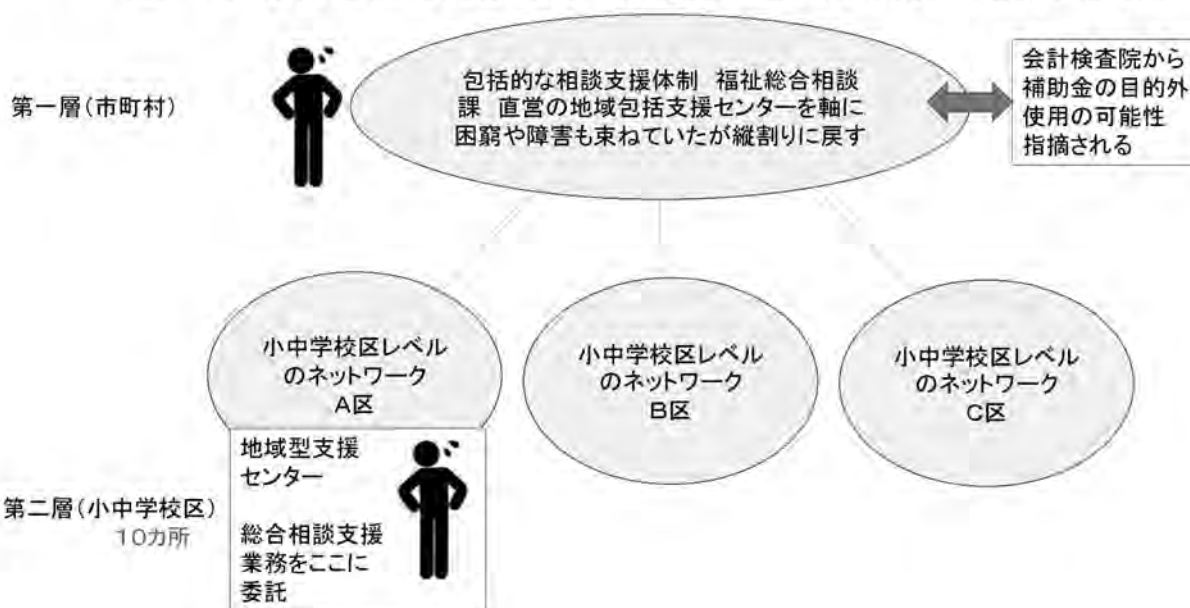 第一層(市町村)
包括的な相談支援体制 福祉総合相談
課 直営の地域包括支援センターを軸に
困窮や障害も束ねていたが縦割りに戻す
会計検査院から
補助金の目的外
使用の可能性
指摘される
小中学校区レベル
のネットワーク
A区
小中学校区レベル
のネットワーク
B区
小中学校区レベル
のネットワーク
C区
第二層(小中学校区)
10カ所
地域型支援
センター
総合相談支援
業務をここに
委託